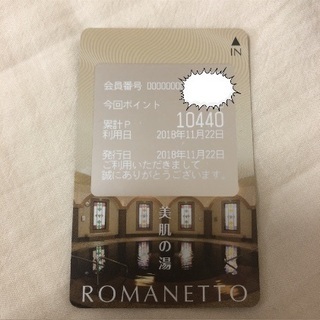 ▲
IN
会員番号 00000000
今回ポイント
累計P 10440
利用日 2018年11月22日
発行日 2018年11月22日
ご利用いただきまして
誠にありがとうございます。
美肌の湯
ROMANETTO